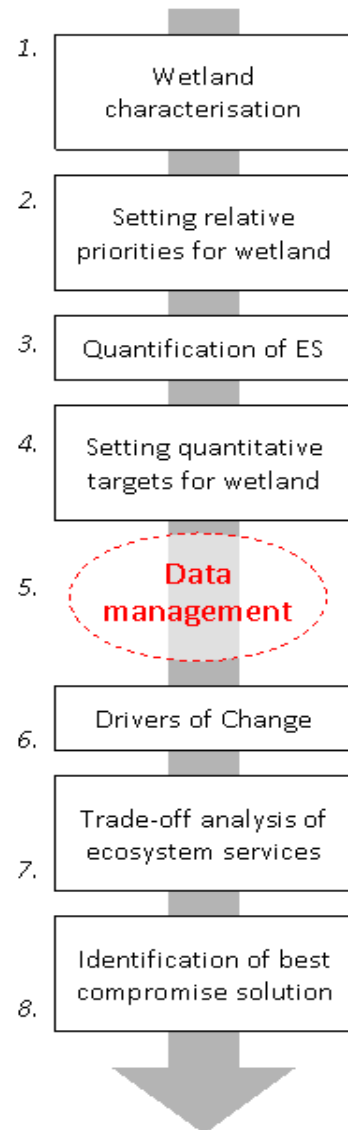 1.
Wetland
characterisation
2.
Setting relative
priorities for wetland
3.
Quantification of ES
4.
Setting quantitative
targets for wetland
5.
Data
management
6.
Drivers of Change
7.
Trade-off analysis of
ecosystem services
8.
Identification of best
compromise solution